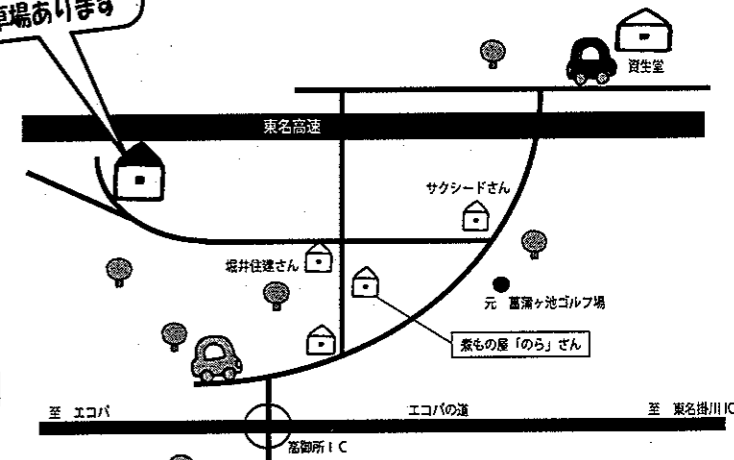 車場あります
資生堂
東名高速
サクシードさん
堀井住建さん
元 菖蒲ヶ池ゴルフ場
煮もの屋「のら」さん
至 エコパ
エコパの道
至 東名掛川IC
高御所IC